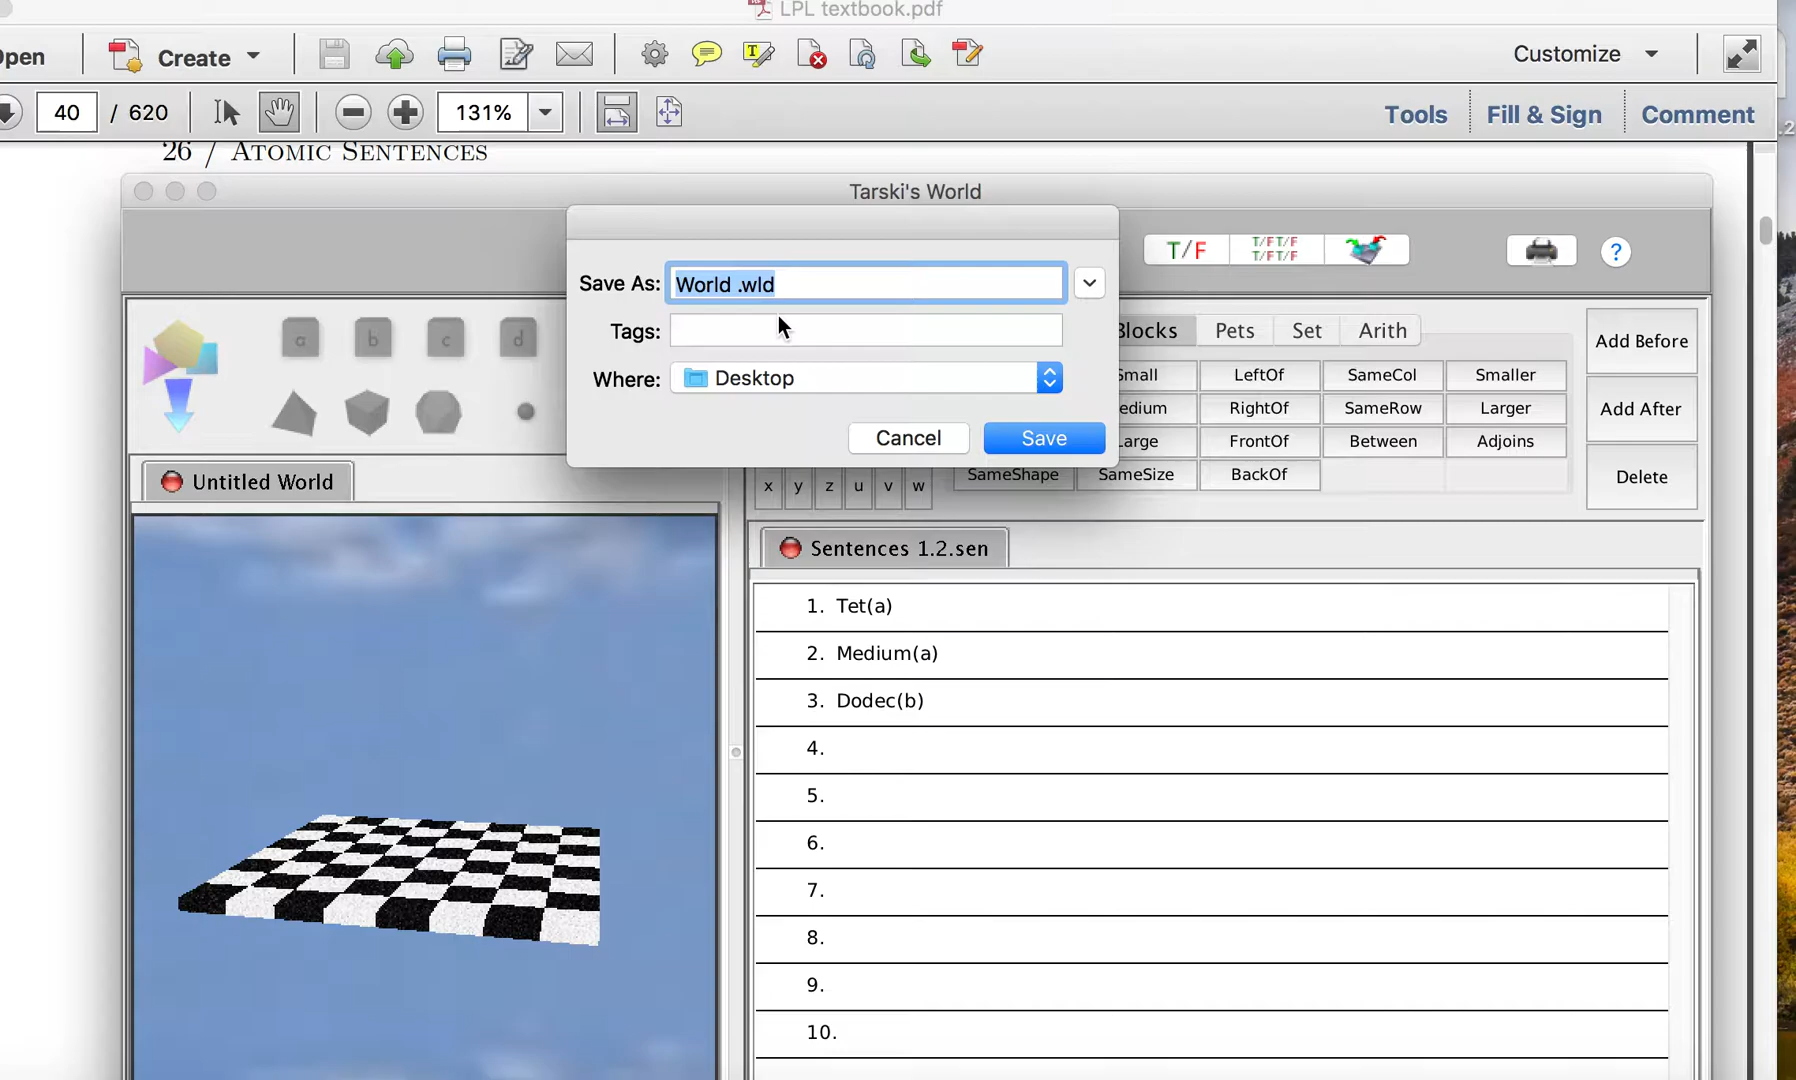 LPL textbook.pdf
Open
Create
Customize
40 / 620
131%
Tools
Fill & Sign
Comment
26 / ATOMIC SENTENCES
Tarski's World
Save As: World .wld
Tags:
Where: Desktop
Cancel
Save
T/F
T/F T/F
T/F T/F
?
a b c d
Blocks Pets Set Arith
Small LeftOf SameCol Smaller
Medium RightOf SameRow Larger
Large FrontOf Between Adjoins
SameShape SameSize BackOf
x y z u v w
Add Before
Add After
Delete
Untitled World
Sentences 1.2.sen
1. Tet(a)
2. Medium(a)
3. Dodec(b)
4.
5.
6.
7.
8.
9.
10.